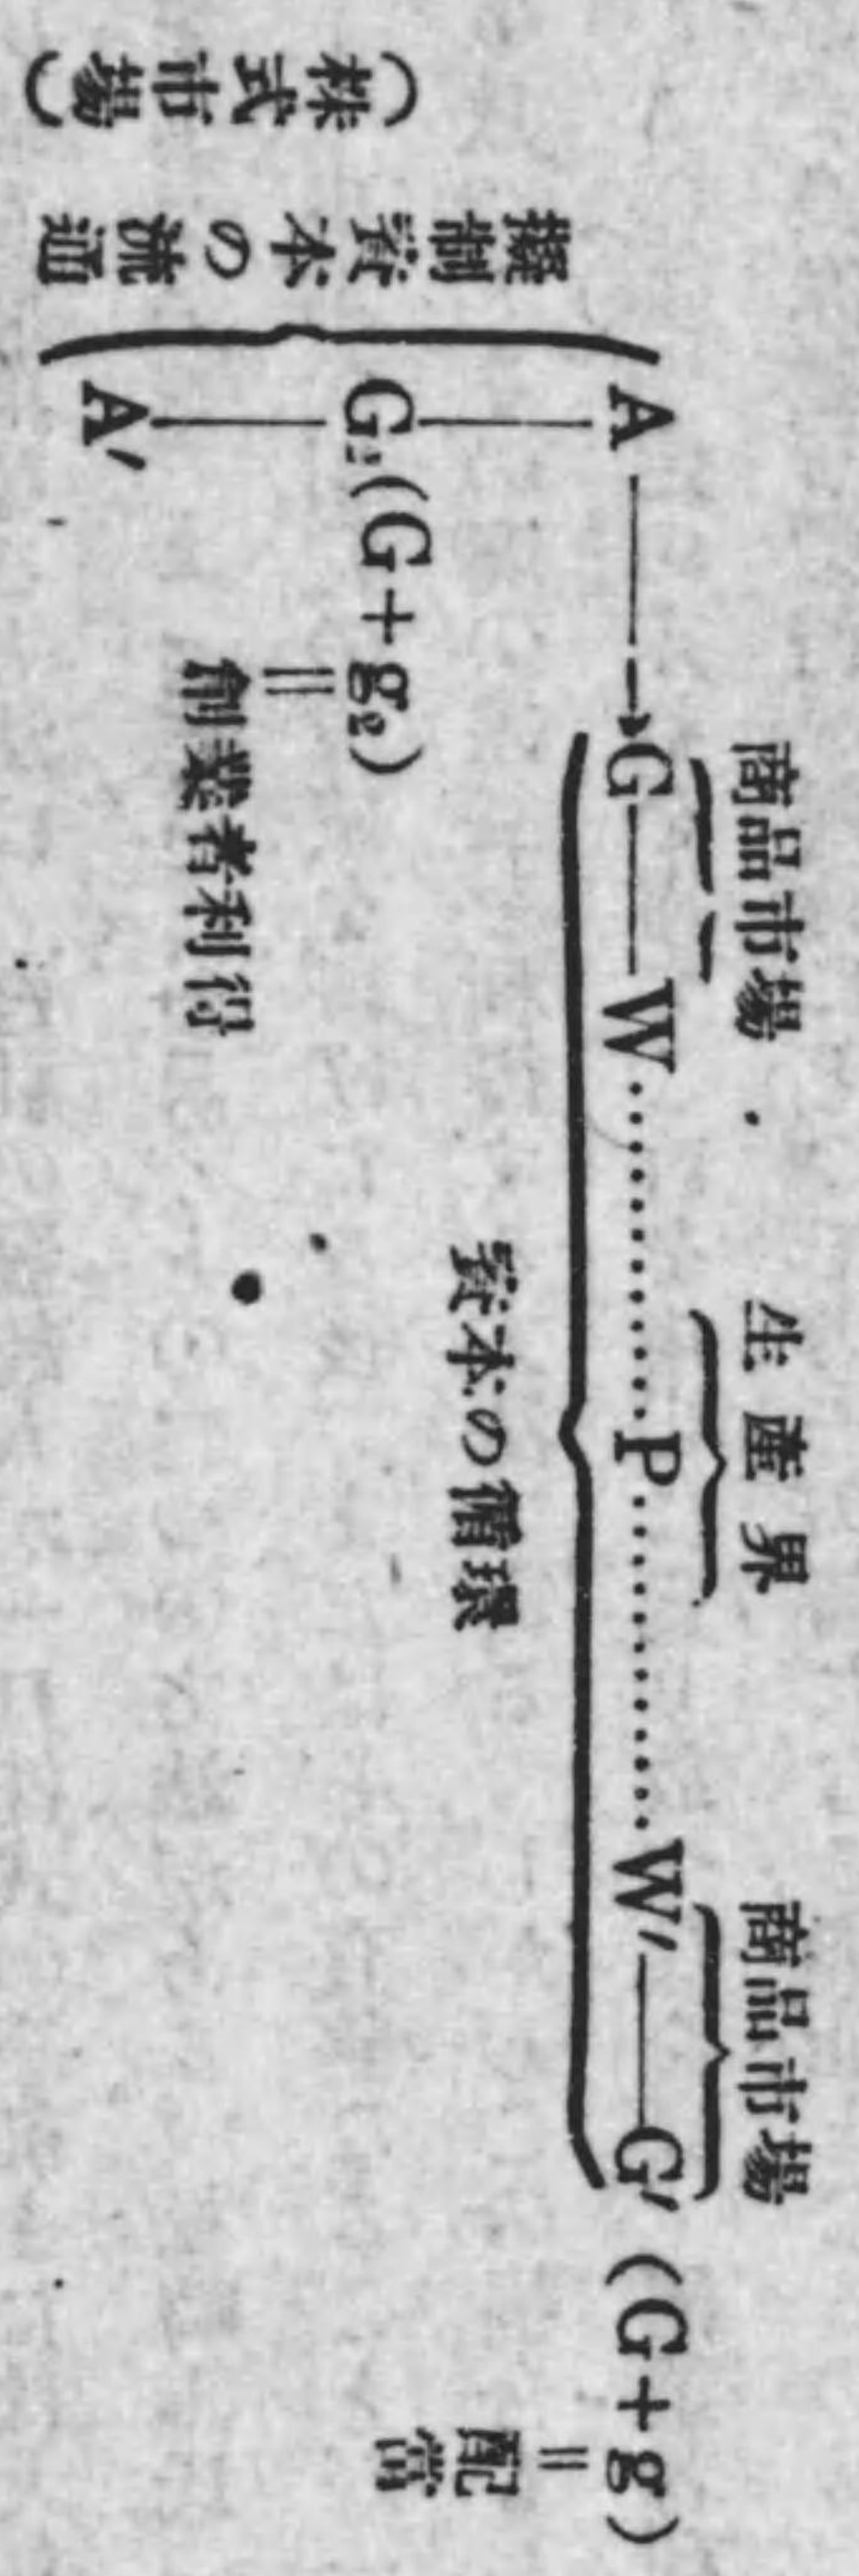 商品市場 生産界 商品市場
A——→G——W…………P…………W′——G′ (G+g)
‖
配當
資本の循環
G₂(G+g₂)
‖
創業者利得
A′
擬制資本の流通
(株式市場)